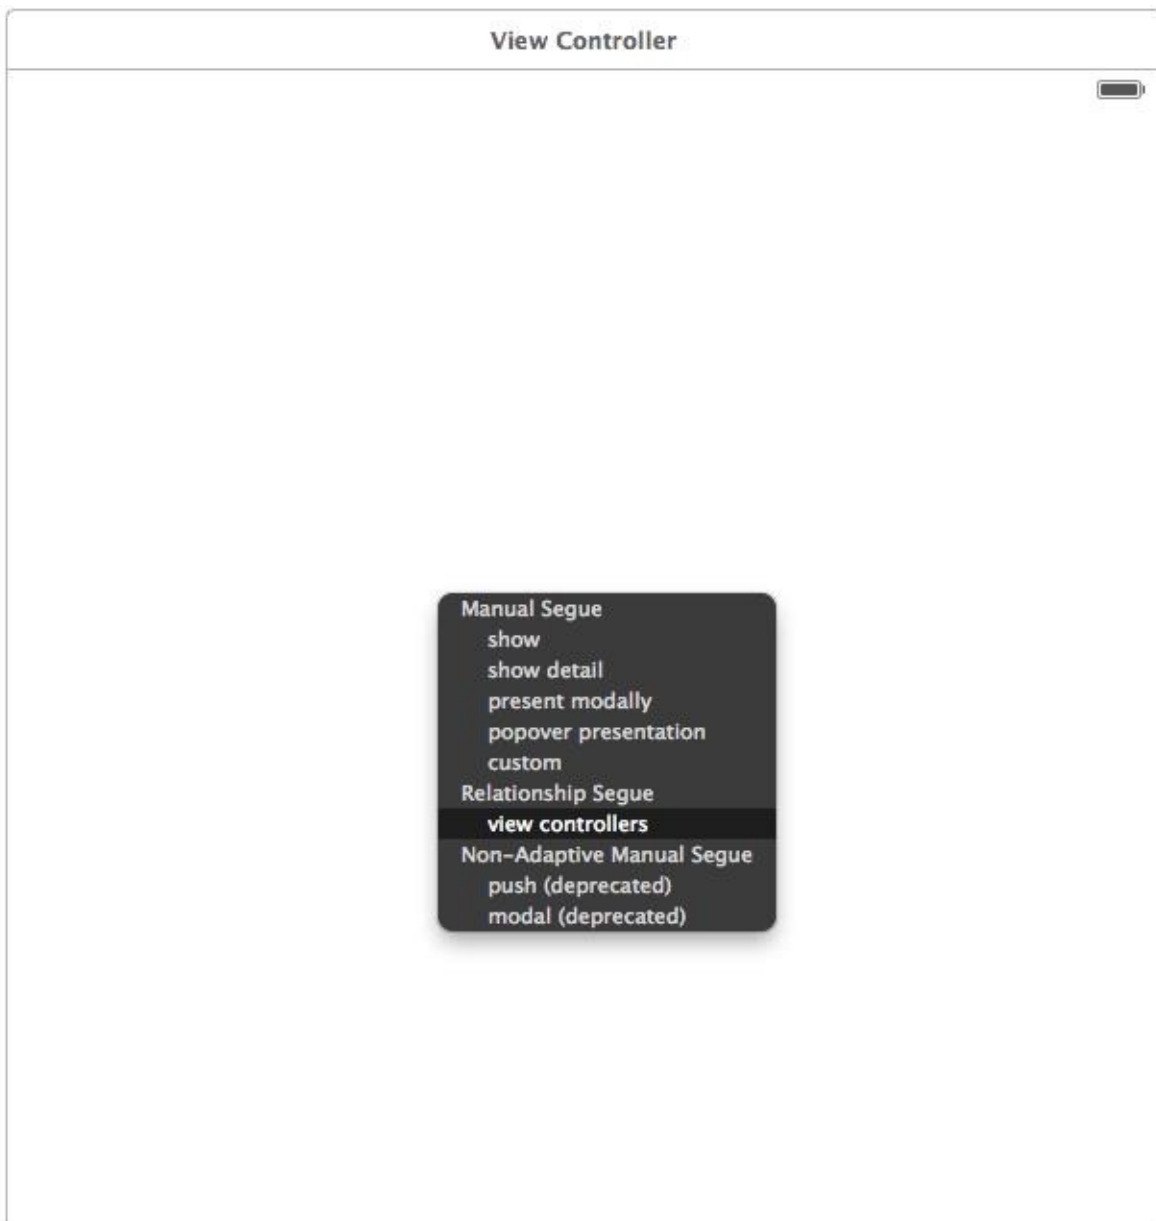 View Controller
Manual Segue
show
show detail
present modally
popover presentation
custom
Relationship Segue
view controllers
Non-Adaptive Manual Segue
push (deprecated)
modal (deprecated)